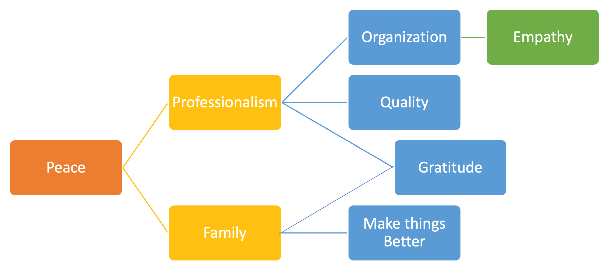 Organization
Empathy
Professionalism
Quality
Peace
Gratitude
Family
Make things
Better